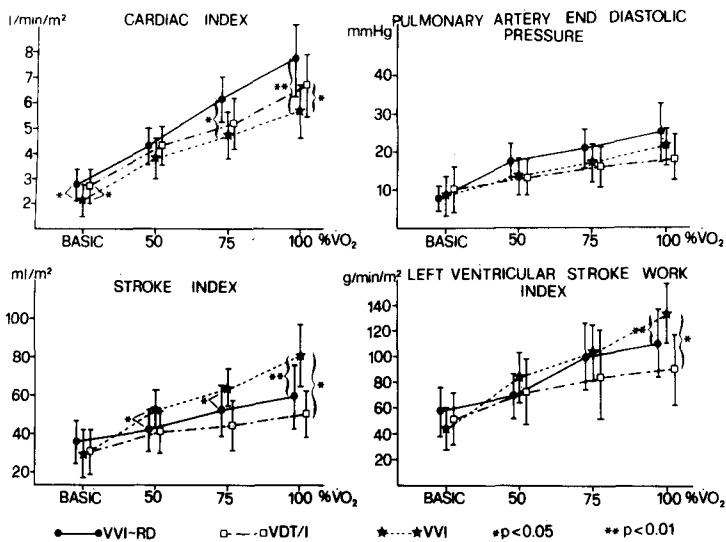 l/min/m²
CARDIAC INDEX
8
7
6
5
4
3
2
**
*
*
*
*
BASIC 50 75 100 %VO₂
PULMONARY ARTERY END DIASTOLIC
mmHg PRESSURE
40
30
20
10
BASIC 50 75 100 %VO₂
ml/m²
STROKE INDEX
100
80
60
40
20
**
*
*
*
BASIC 50 75 100 %VO₂
g/min/m² LEFT VENTRICULAR STROKE WORK
INDEX
140
120
100
80
60
40
20
**
*
BASIC 50 75 100 %VO₂
VVI-RD VDT/I VVI *p<0.05 **p<0.01